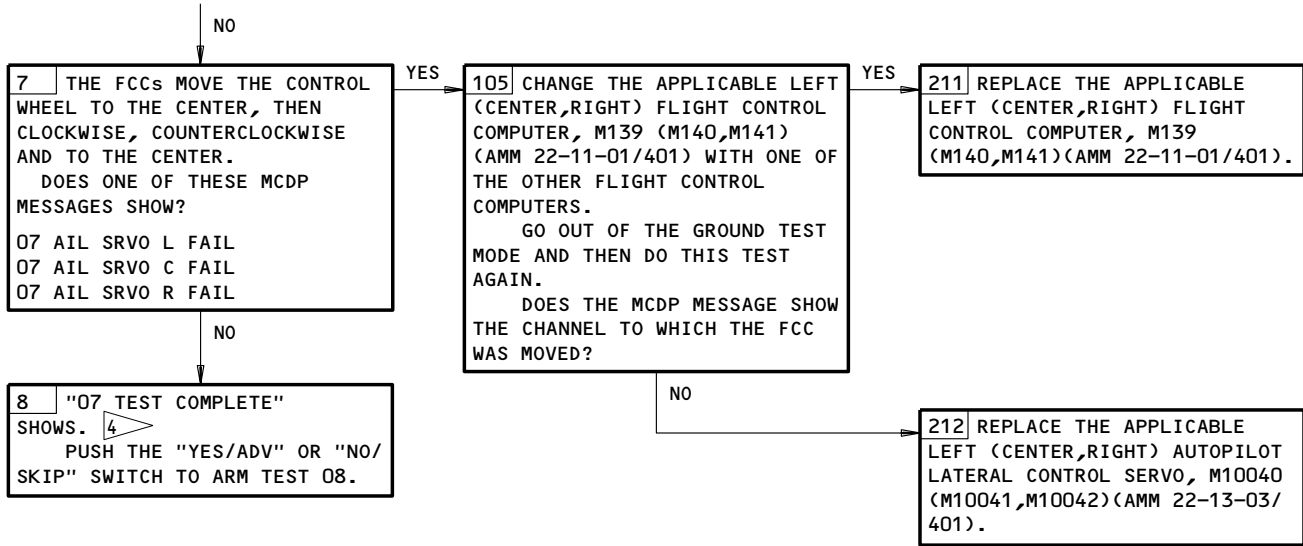 NO
7 THE FCCs MOVE THE CONTROL
WHEEL TO THE CENTER, THEN
CLOCKWISE, COUNTERCLOCKWISE
AND TO THE CENTER.
DOES ONE OF THESE MCDP
MESSAGES SHOW?
07 AIL SRVO L FAIL
07 AIL SRVO C FAIL
07 AIL SRVO R FAIL
YES
105 CHANGE THE APPLICABLE LEFT
(CENTER,RIGHT) FLIGHT CONTROL
COMPUTER, M139 (M140,M141)
(AMM 22-11-01/401) WITH ONE OF
THE OTHER FLIGHT CONTROL
COMPUTERS.
GO OUT OF THE GROUND TEST
MODE AND THEN DO THIS TEST
AGAIN.
DOES THE MCDP MESSAGE SHOW
THE CHANNEL TO WHICH THE FCC
WAS MOVED?
YES
211 REPLACE THE APPLICABLE
LEFT (CENTER,RIGHT) FLIGHT
CONTROL COMPUTER, M139
(M140,M141)(AMM 22-11-01/401).
NO
8 "07 TEST COMPLETE"
SHOWS. 4
PUSH THE "YES/ADV" OR "NO/
SKIP" SWITCH TO ARM TEST 08.
NO
212 REPLACE THE APPLICABLE
LEFT (CENTER,RIGHT) AUTOPILOT
LATERAL CONTROL SERVO, M10040
(M10041,M10042)(AMM 22-13-03/
401).